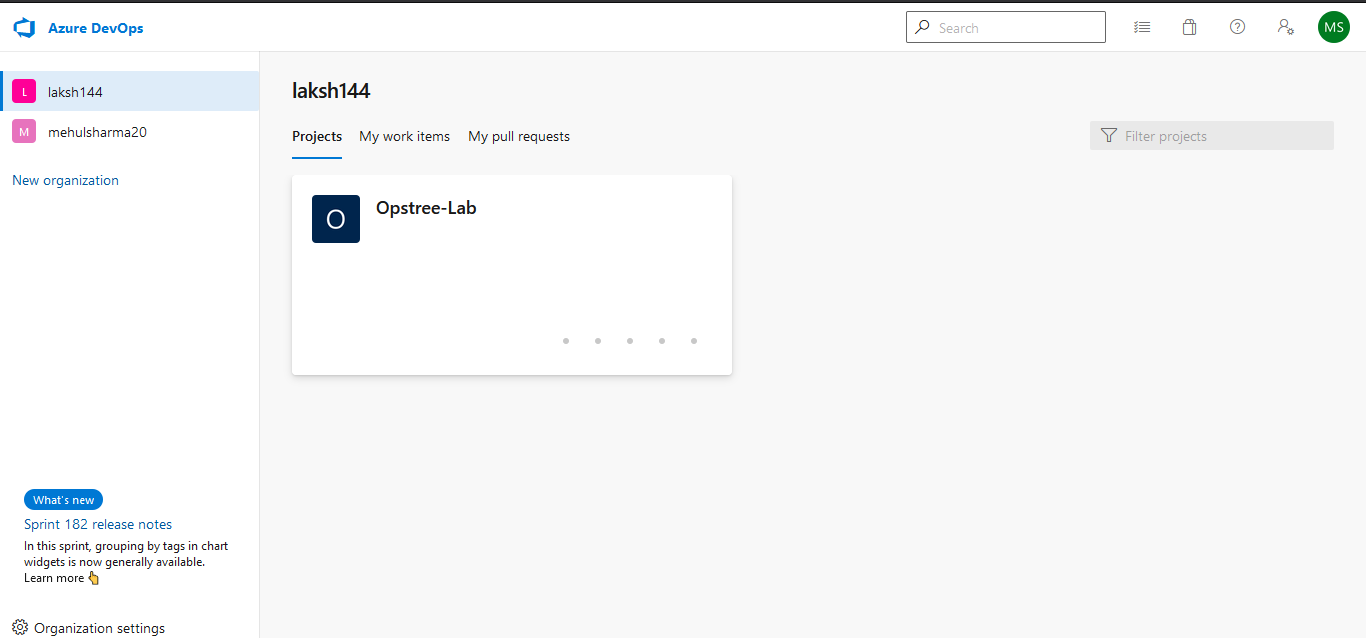 Azure DevOps
Search
MS
L laksh144
M mehulsharma20
New organization
What's new
Sprint 182 release notes
In this sprint, grouping by tags in chart
widgets is now generally available.
Learn more 👆
Organization settings
laksh144
Projects My work items My pull requests
Filter projects
O Opstree-Lab